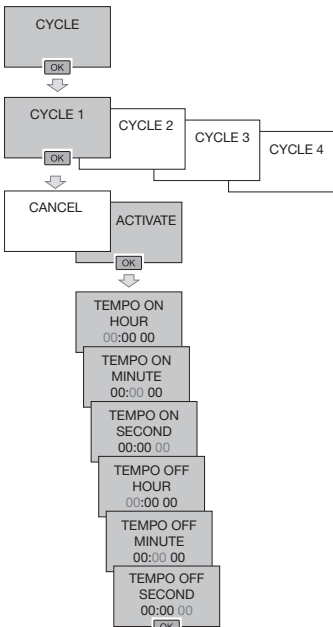 CYCLE
OK
CYCLE 1
CYCLE 2
CYCLE 3
CYCLE 4
OK
CANCEL
ACTIVATE
OK
TEMPO ON
HOUR
00:00 00
TEMPO ON
MINUTE
00:00 00
TEMPO ON
SECOND
00:00 00
TEMPO OFF
HOUR
00:00 00
TEMPO OFF
MINUTE
00:00 00
TEMPO OFF
SECOND
00:00 00
OK